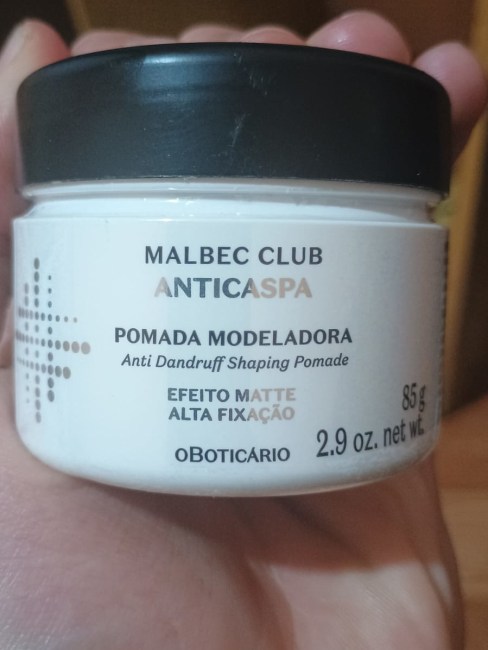 MALBEC CLUB
ANTICASPA
POMADA MODELADORA
Anti Dandruff Shaping Pomade
EFEITO MATTE
ALTA FIXAÇÃO
85 g
2.9 oz. net wt.
oBOTICÁRIO